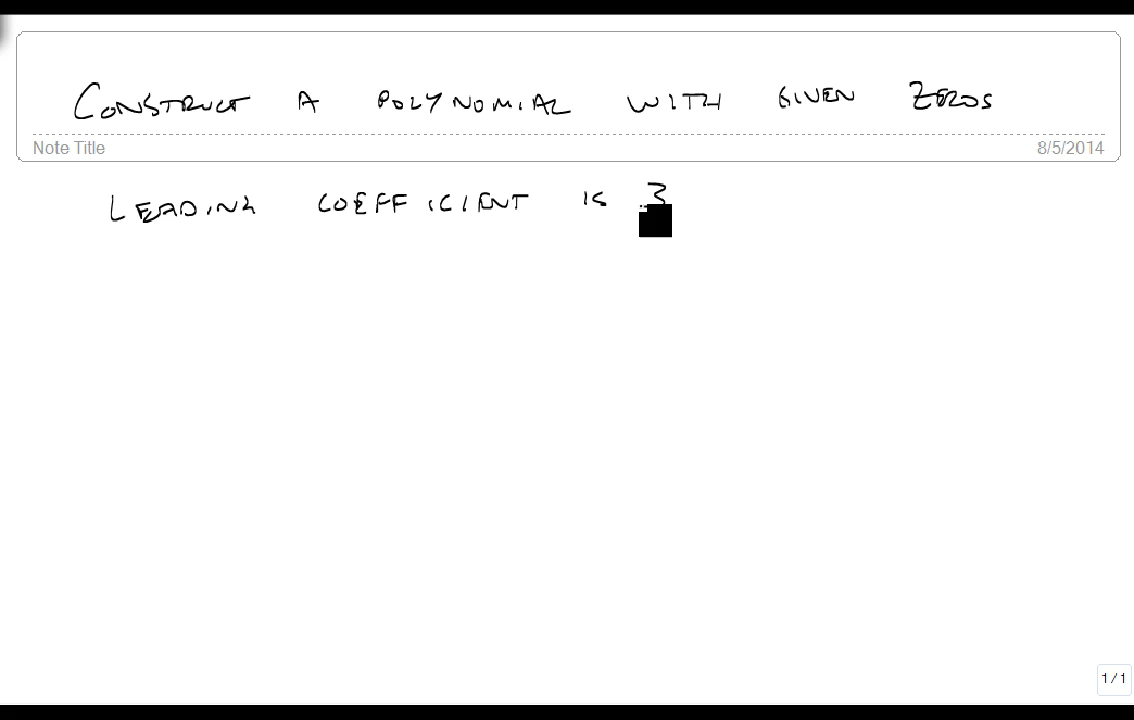 CONSTRUCT A POLYNOMIAL WITH GIVEN ZEROS
Note Title
8/5/2014
LEADING COEFFICIENT IS 3
1/1